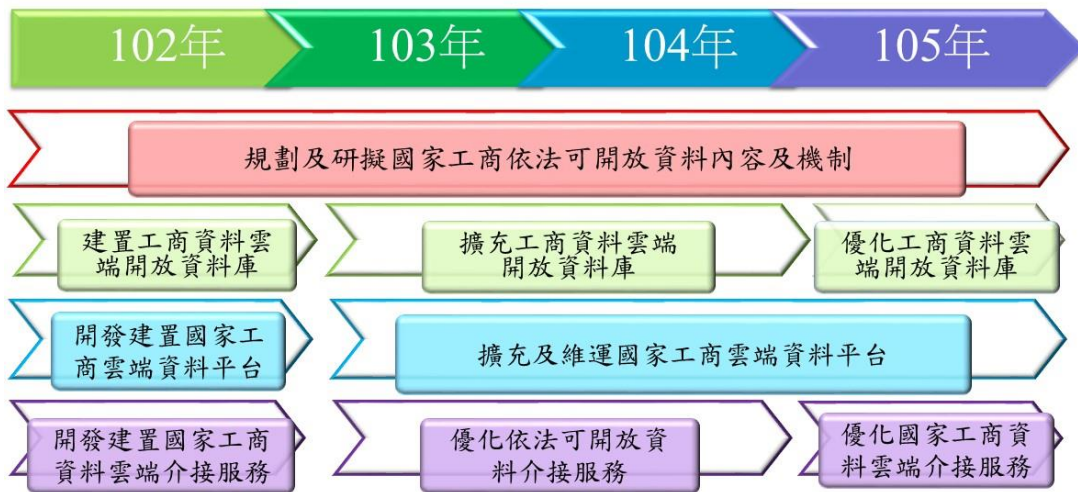 102年 103年 104年 105年
規劃及研擬國家工商依法可開放資料內容及機制
建置工商資料雲
端開放資料庫
擴充工商資料雲端
開放資料庫
優化工商資料雲
端開放資料庫
開發建置國家工
商雲端資料平台
擴充及維運國家工商雲端資料平台
開發建置國家工商
資料雲端介接服務
優化依法可開放資
料介接服務
優化國家工商資
料雲端介接服務